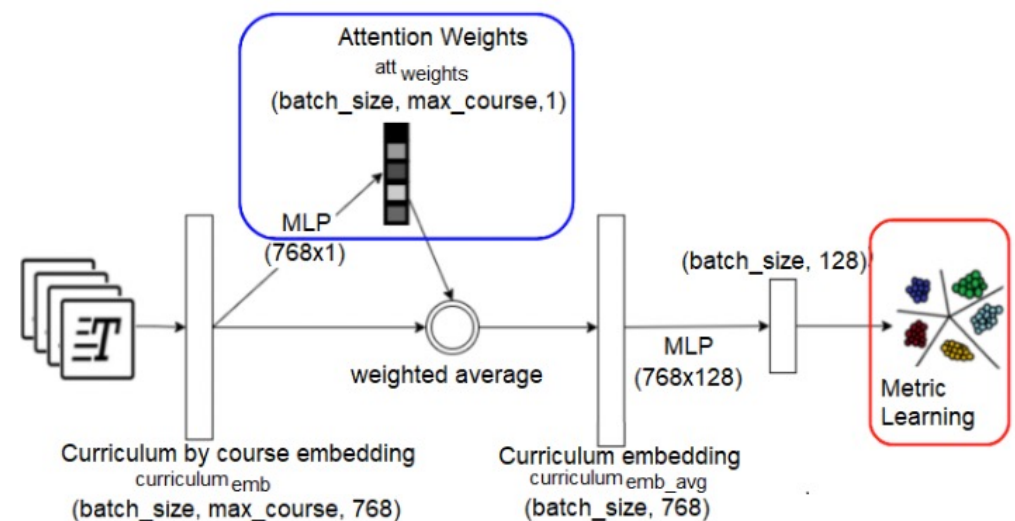 Attention Weights
att weights
(batch_size, max_course,1)
MLP
(768x1)
T
weighted average
Curriculum by course embedding
curriculum emb
(batch_size, max_course, 768)
Curriculum embedding
curriculum emb_avg
(batch_size, 768)
MLP
(768x128)
(batch_size, 128)
Metric
Learning